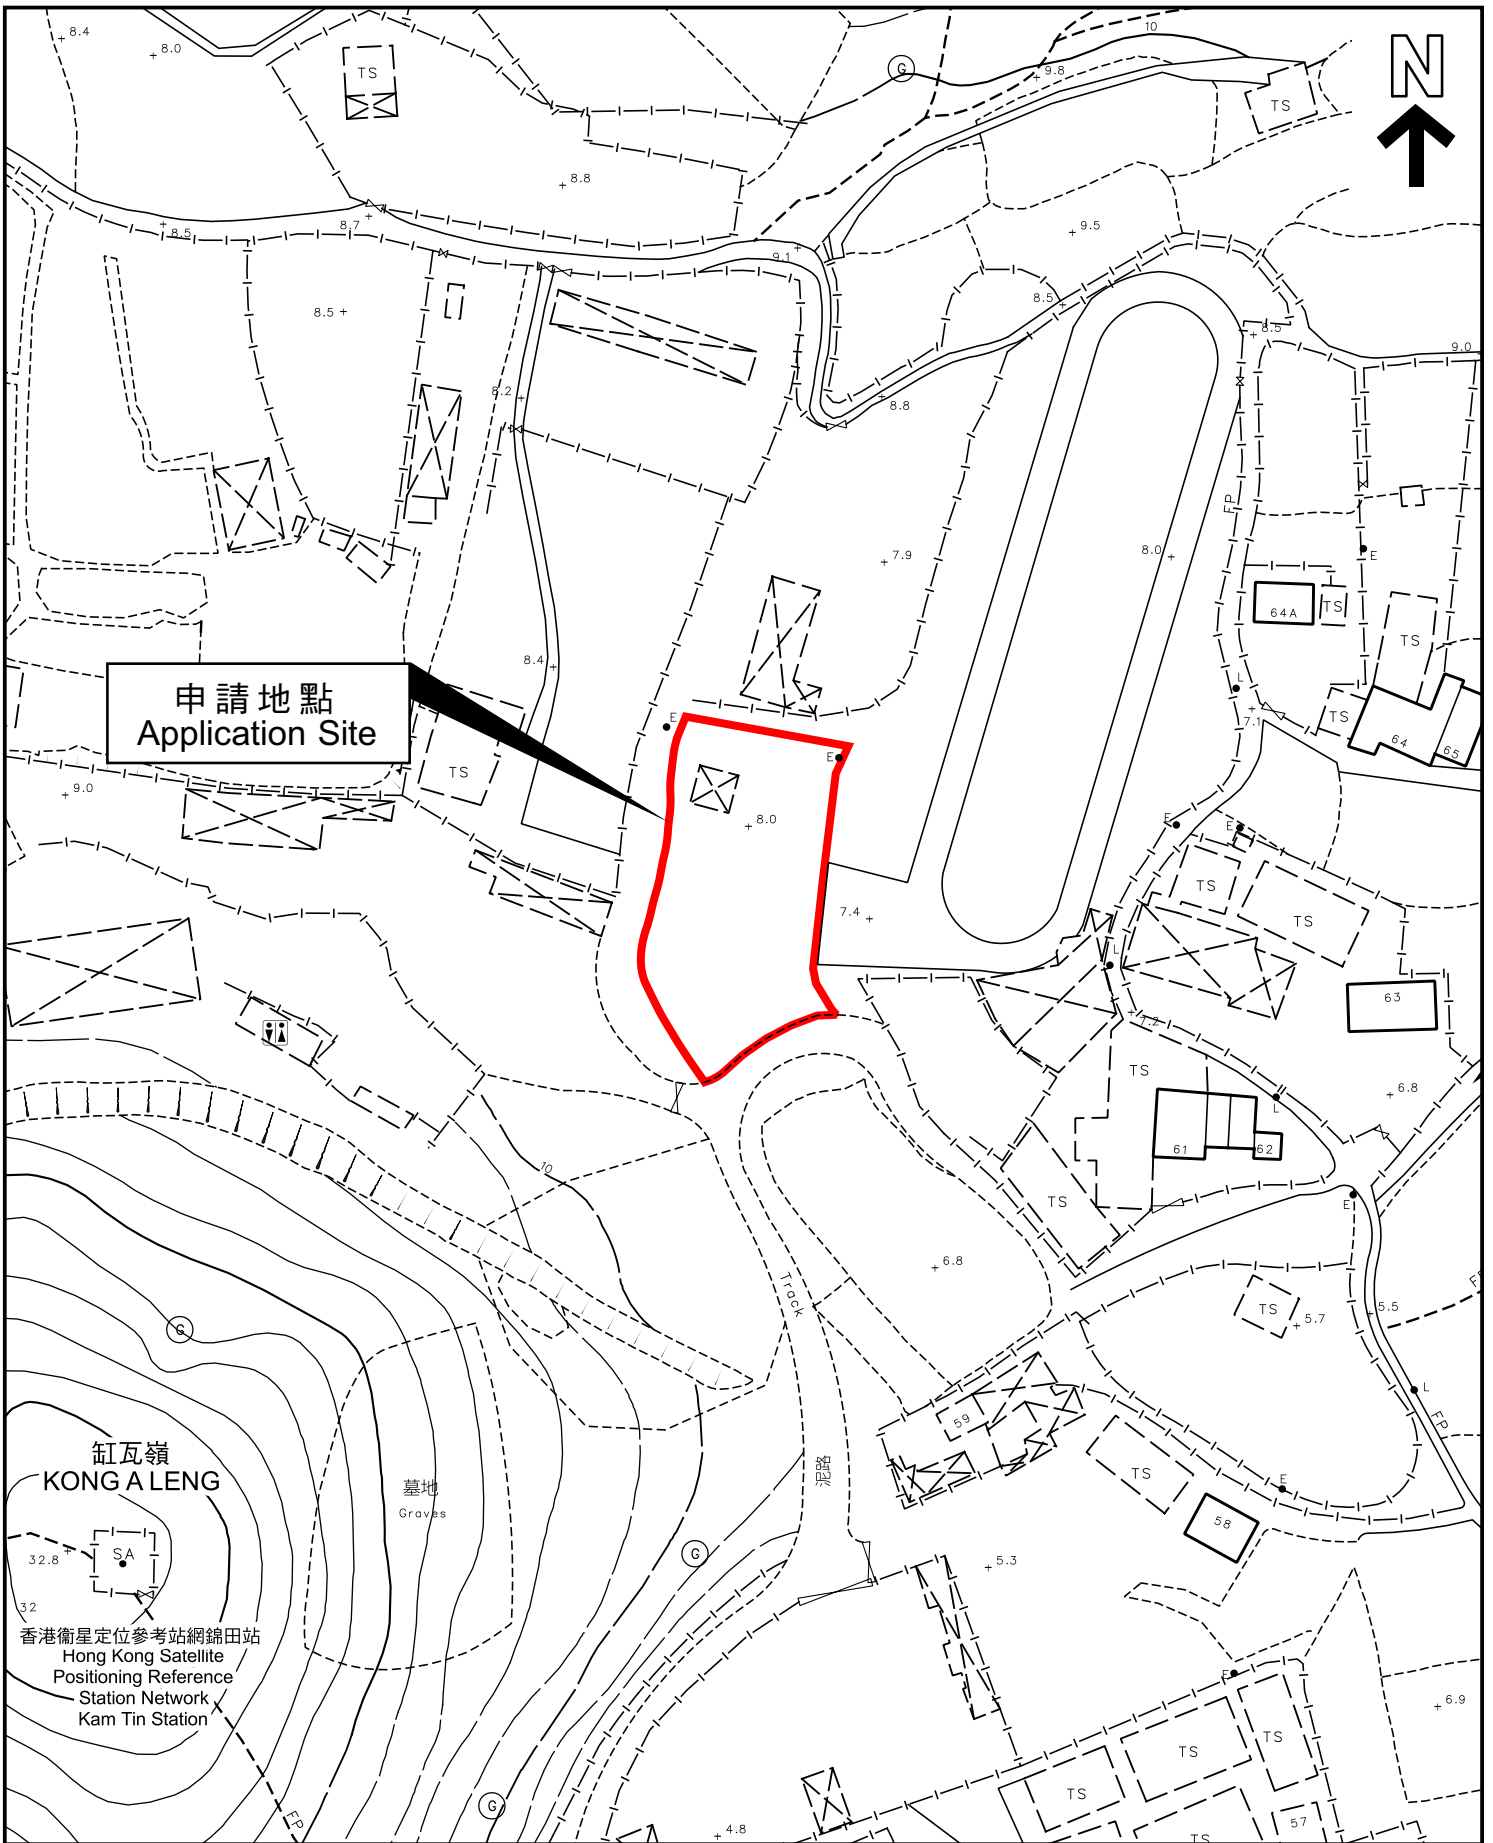 8.4
8.0
TS
G
9.8
10
N
TS
8.8
8.5
8.7
9.1
9.5
8.5
8.5
8.5
9.0
8.2
8.8
FP
7.9
8.0
E
64A
TS
TS
8.4
申請地點
Application Site
E
L
7.1
TS
64
65
E
TS
9.0
8.0
E
E
TS
TS
7.4
L
63
7.2
TS
6.8
L
61
62
10
TS
E
6.8
Track
TS
5.7
5.5
FP
G
L
FP
59
缸瓦嶺
KONG A LENG
墓地
Graves
泥路
TS
E
58
32.8
SA
G
5.3
32
香港衞星定位參考站網錦田站
Hong Kong Satellite
Positioning Reference
Station Network
Kam Tin Station
E
6.9
TS
TS
TS
G
FP
57
4.8
TS